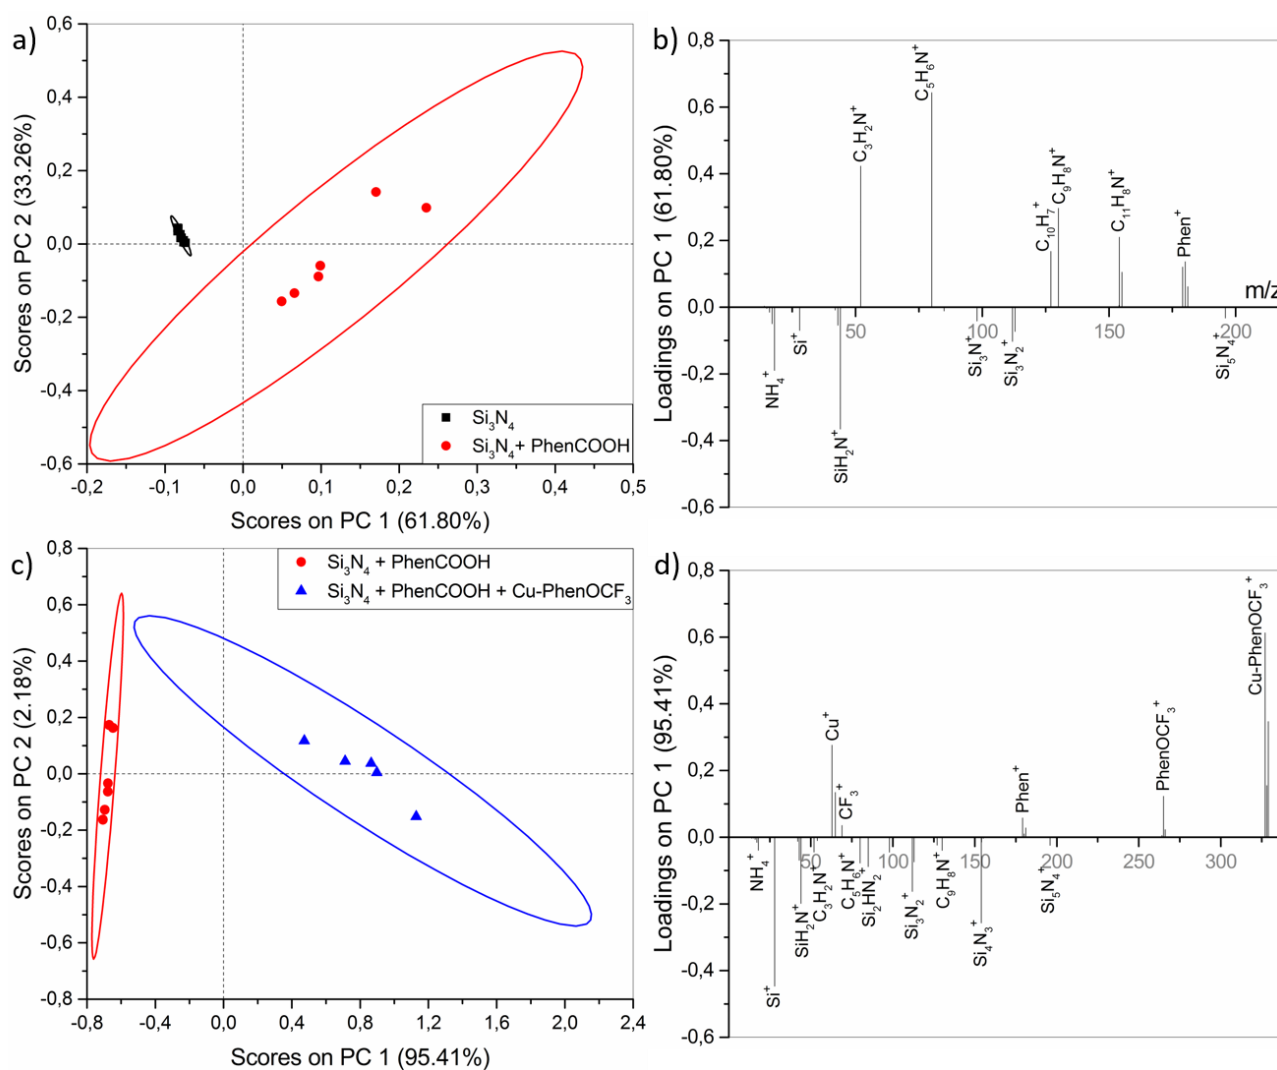 a)
0,6
0,4
0,2
0,0
-0,2
-0,4
-0,6
Scores on PC 2 (33.26%)
Si₃N₄
Si₃N₄+ PhenCOOH
-0,2 -0,1 0,0 0,1 0,2 0,3 0,4 0,5
Scores on PC 1 (61.80%)
b)
0,8
0,6
0,4
0,2
0,0
-0,2
-0,4
-0,6
Loadings on PC 1 (61.80%)
C₃H₂N⁺
C₅H₆N⁺
C₁₀H₇⁺
C₉H₈N⁺
C₁₁H₈N⁺
Phen⁺
m/z
50 100 150 200
NH₄⁺
Si⁺
SiH₂N⁺
Si₃N⁺
Si₃N₂⁺
Si₅N₄⁺
c)
0,8
0,6
0,4
0,2
0,0
-0,2
-0,4
-0,6
-0,8
Scores on PC 2 (2.18%)
Si₃N₄ + PhenCOOH
Si₃N₄ + PhenCOOH + Cu-PhenOCF₃
-0,8 -0,4 0,0 0,4 0,8 1,2 1,6 2,0 2,4
Scores on PC 1 (95.41%)
d)
0,8
0,6
0,4
0,2
0,0
-0,2
-0,4
-0,6
Loadings on PC 1 (95.41%)
Cu⁺
CF₃⁺
Phen⁺
PhenOCF₃⁺
Cu-PhenOCF₃⁺
50 100 150 200 250 300
NH₄⁺
Si⁺
SiH₂N⁺
C₃H₂N⁺
C₅H₆N⁺
Si₂HN₂⁺
Si₃N₂⁺
C₉H₈N⁺
Si₄N₃⁺
Si₅N₄⁺